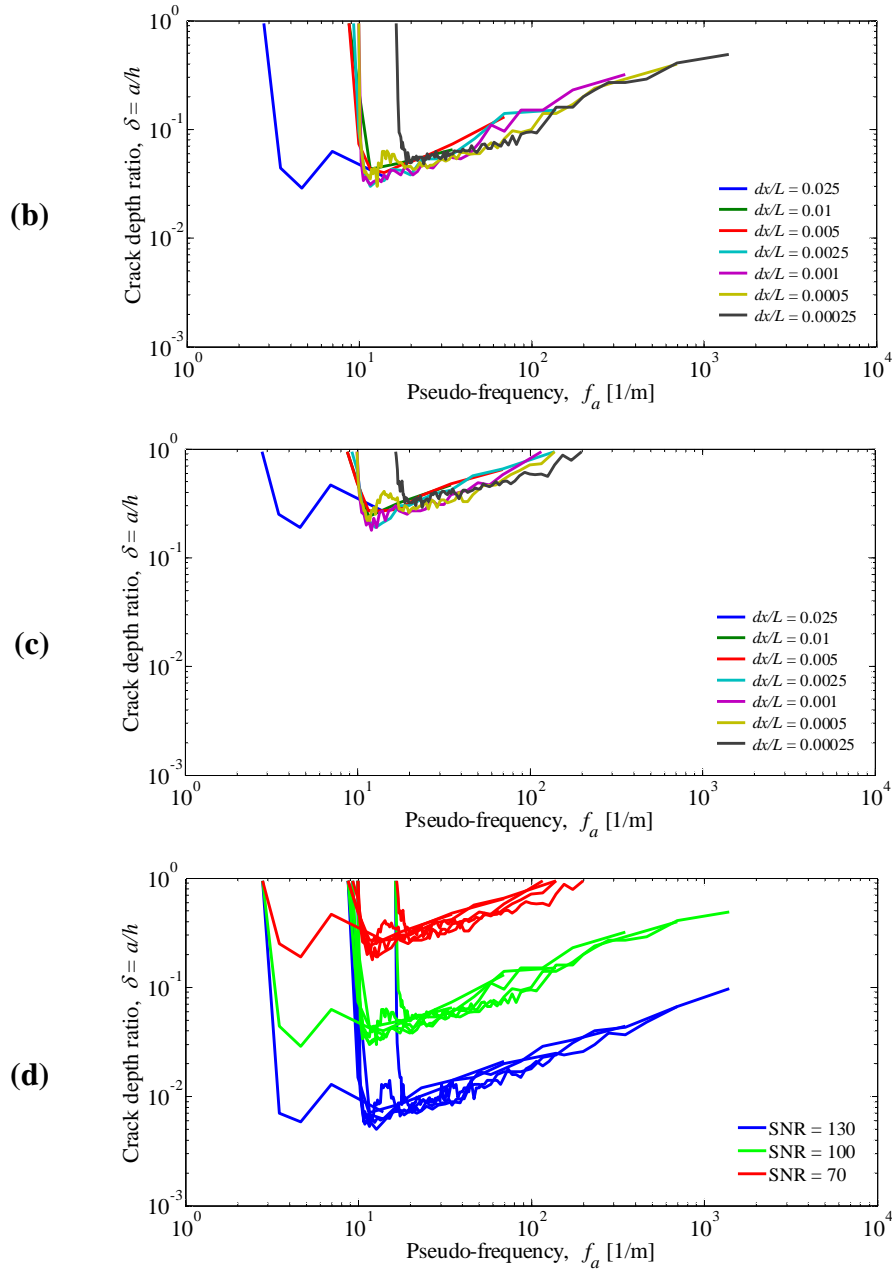 (b)
Crack depth ratio, δ = a/h
10^0
10^-1
10^-2
10^-3
dx/L = 0.025
dx/L = 0.01
dx/L = 0.005
dx/L = 0.0025
dx/L = 0.001
dx/L = 0.0005
dx/L = 0.00025
10^0 10^1 10^2 10^3 10^4
Pseudo-frequency, f_a [1/m]
(c)
Crack depth ratio, δ = a/h
10^0
10^-1
10^-2
10^-3
dx/L = 0.025
dx/L = 0.01
dx/L = 0.005
dx/L = 0.0025
dx/L = 0.001
dx/L = 0.0005
dx/L = 0.00025
10^0 10^1 10^2 10^3 10^4
Pseudo-frequency, f_a [1/m]
(d)
Crack depth ratio, δ = a/h
10^0
10^-1
10^-2
10^-3
SNR = 130
SNR = 100
SNR = 70
10^0 10^1 10^2 10^3 10^4
Pseudo-frequency, f_a [1/m]